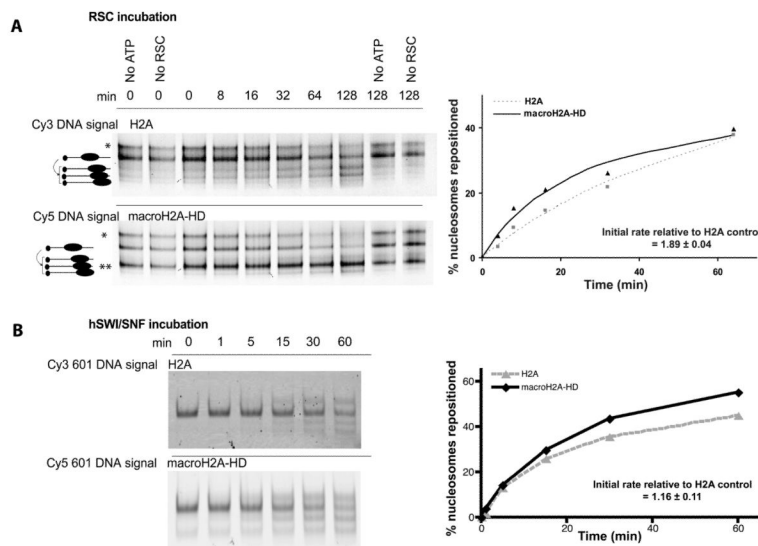 RSC incubation
A
No ATP
No RSC
No ATP
No RSC
min 0 0 0 8 16 32 64 128 128 128
Cy3 DNA signal H2A
*
Cy5 DNA signal macroH2A-HD
*
**
H2A
macroH2A-HD
40
20
0
0 20 40 60
% nucleosomes repositioned
Initial rate relative to H2A control
= 1.89 ± 0.04
Time (min)
B
hSWI/SNF incubation
min 0 1 5 15 30 60
Cy3 601 DNA signal H2A
Cy5 601 DNA signal macroH2A-HD
H2A
macroH2A-HD
60
40
20
0
0 20 40 60
% nucleosomes repositioned
Initial rate relative to H2A control
= 1.16 ± 0.11
Time (min)